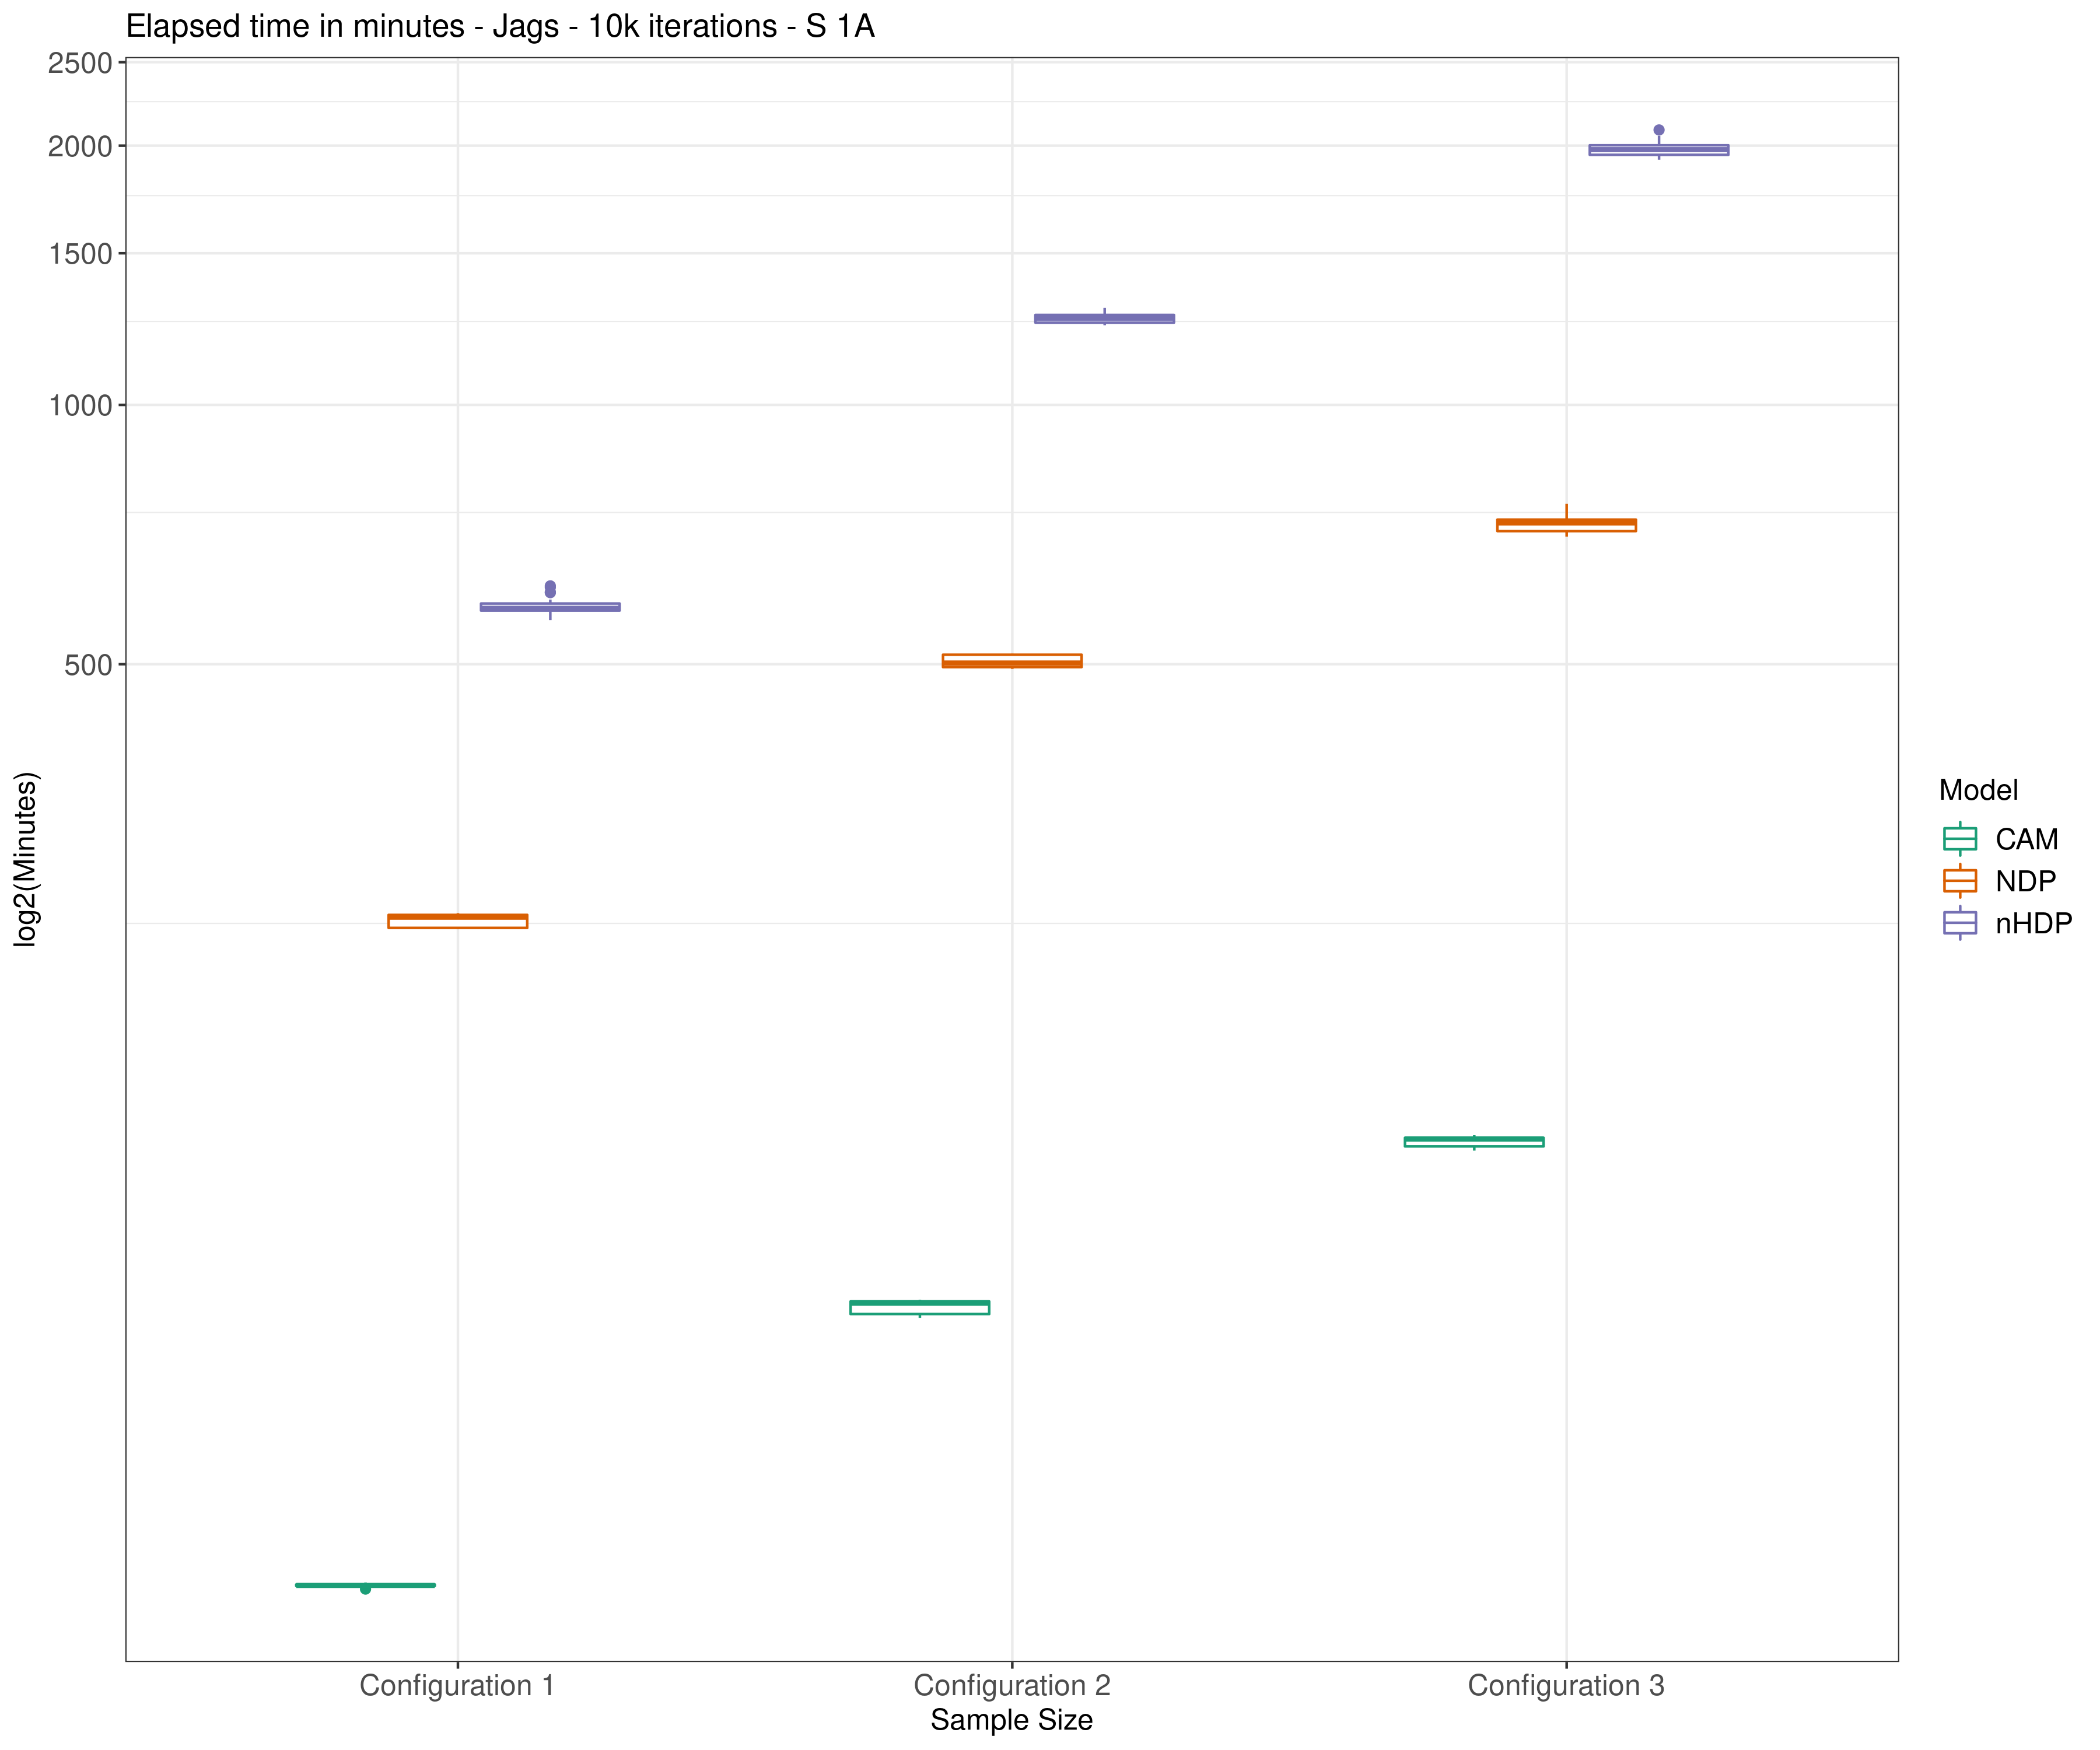 Elapsed time in minutes - Jags - 10k iterations - S 1A
2500
2000
1500
1000
500
log2(Minutes)
Configuration 1
Configuration 2
Configuration 3
Sample Size
Model
CAM
NDP
nHDP